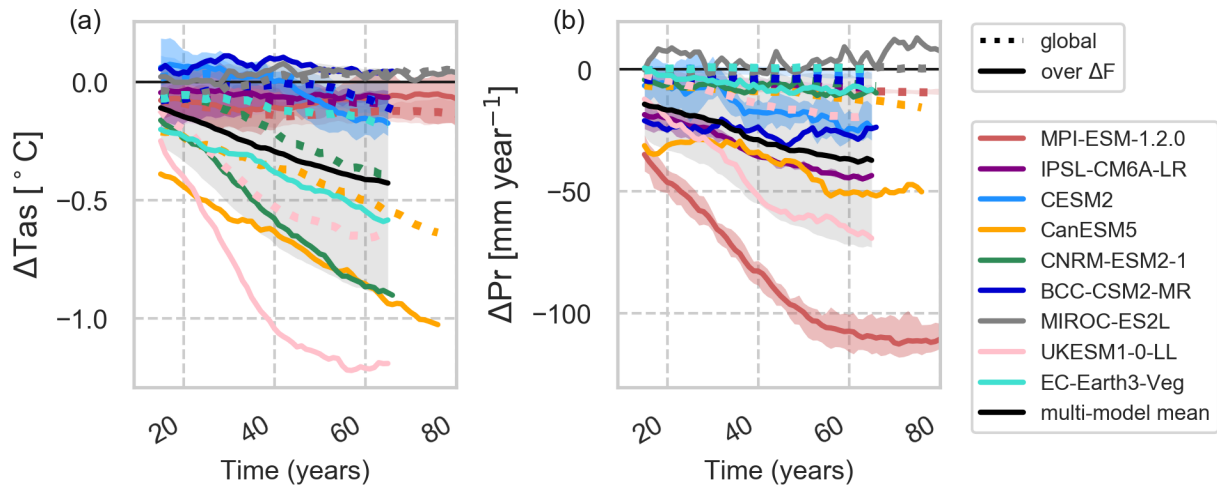 (a)
0.0
−0.5
−1.0
ΔTas [°C]
20
40
60
80
Time (years)
(b)
0
−50
−100
ΔPr [mm year⁻¹]
20
40
60
80
Time (years)
global
over ΔF
MPI-ESM-1.2.0
IPSL-CM6A-LR
CESM2
CanESM5
CNRM-ESM2-1
BCC-CSM2-MR
MIROC-ES2L
UKESM1-0-LL
EC-Earth3-Veg
multi-model mean